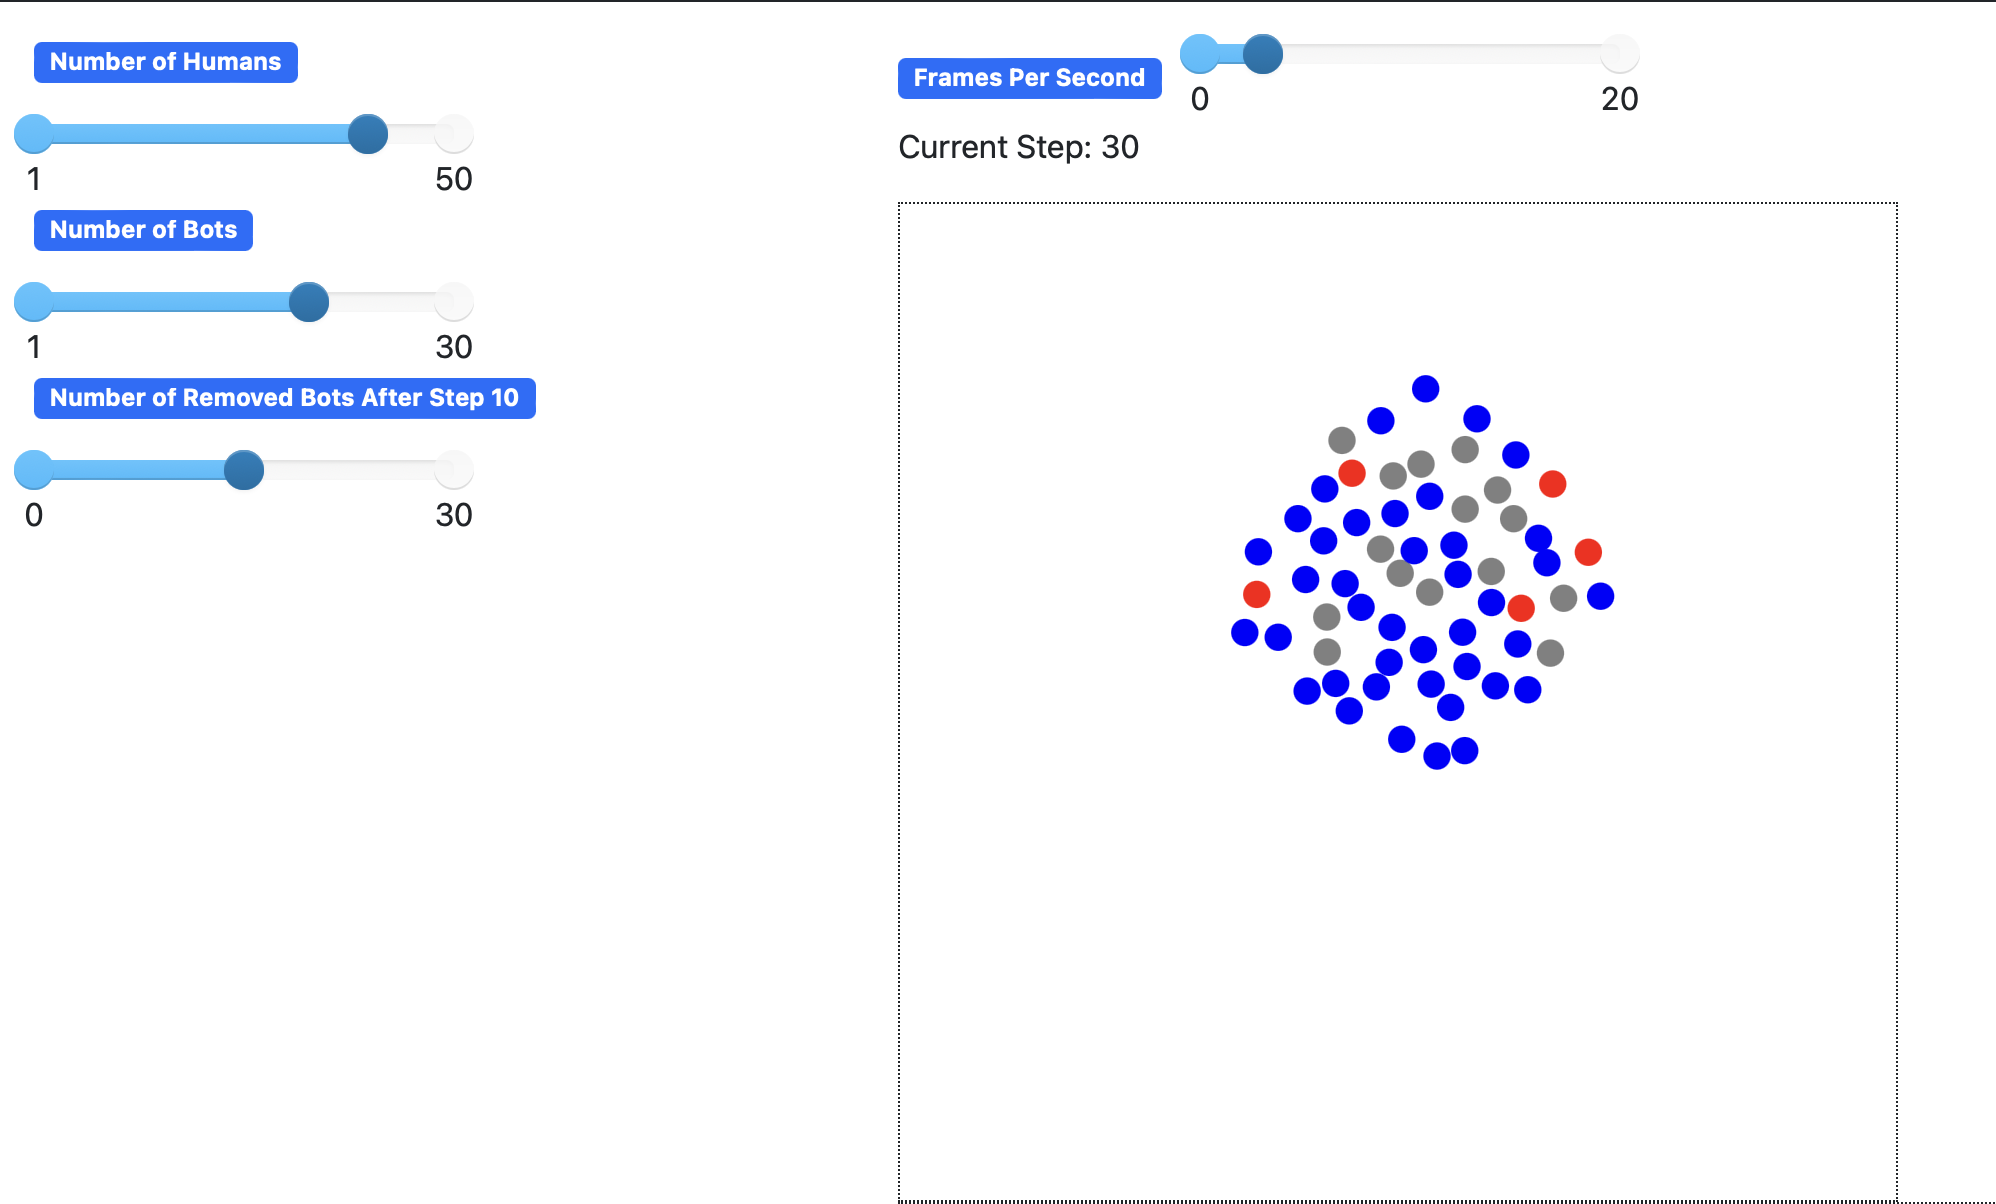 Number of Humans
1 50
Number of Bots
1 30
Number of Removed Bots After Step 10
0 30
Frames Per Second
0 20
Current Step: 30